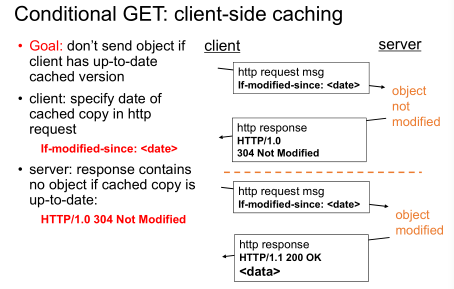 Conditional GET: client-side caching
• Goal: don't send object if
client has up-to-date
cached version
• client: specify date of
cached copy in http
request
If-modified-since: <date>
• server: response contains
no object if cached copy is
up-to-date:
HTTP/1.0 304 Not Modified
client
server
http request msg
If-modified-since: <date>
object
not
modified
http response
HTTP/1.0
304 Not Modified
http request msg
If-modified-since: <date>
object
modified
http response
HTTP/1.1 200 OK
<data>